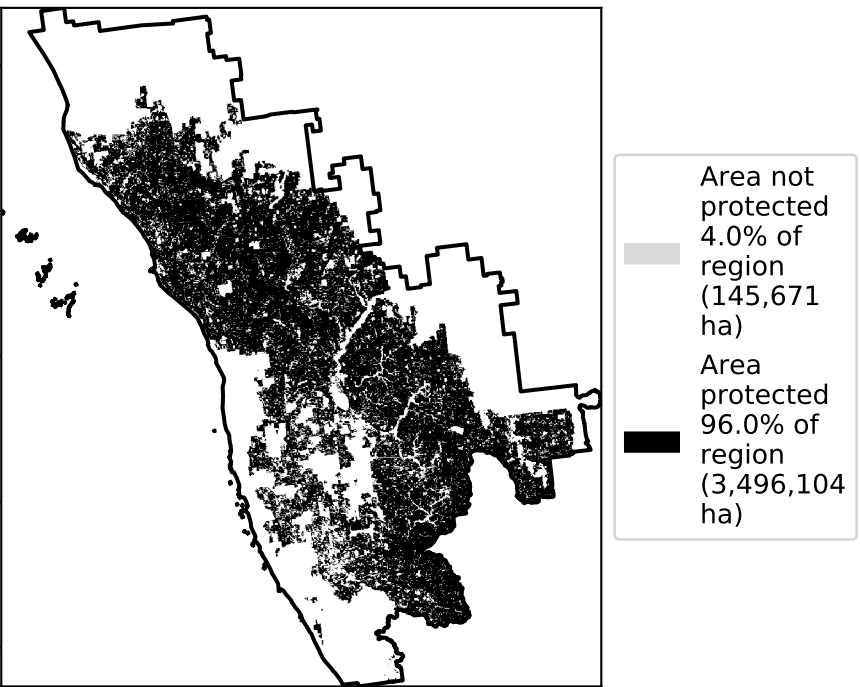 Area not
protected
4.0% of
region
(145,671
ha)
Area
protected
96.0% of
region
(3,496,104
ha)